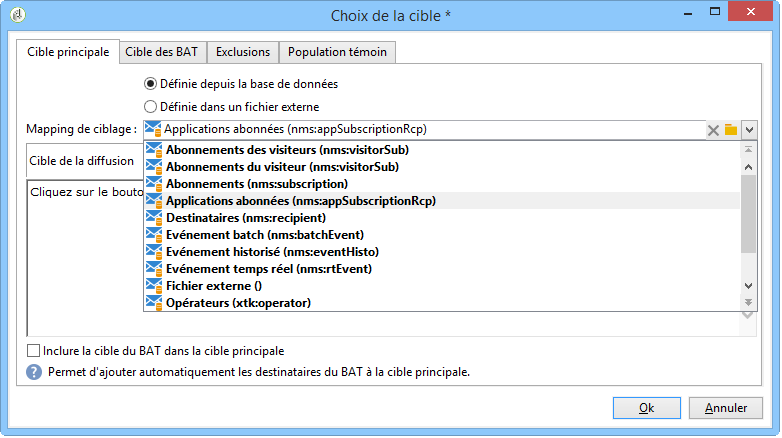 Choix de la cible *
Cible principale
Cible des BAT
Exclusions
Population témoin
Définie depuis la base de données
Définie dans un fichier externe
Mapping de ciblage :
Applications abonnées (nms:appSubscriptionRcp)
Cible de la diffusion
Abonnements des visiteurs (nms:visitorSub)
Abonnements du visiteur (nms:visitorSub)
Cliquez sur le bouto
Abonnements (nms:subscription)
Applications abonnées (nms:appSubscriptionRcp)
Destinataires (nms:recipient)
Evénement batch (nms:batchEvent)
Evénement historisé (nms:eventHisto)
Evénement temps réel (nms:rtEvent)
Fichier externe ()
Opérateurs (xtk:operator)
Inclure la cible du BAT dans la cible principale
? Permet d'ajouter automatiquement les destinataires du BAT à la cible principale.
Ok
Annuler